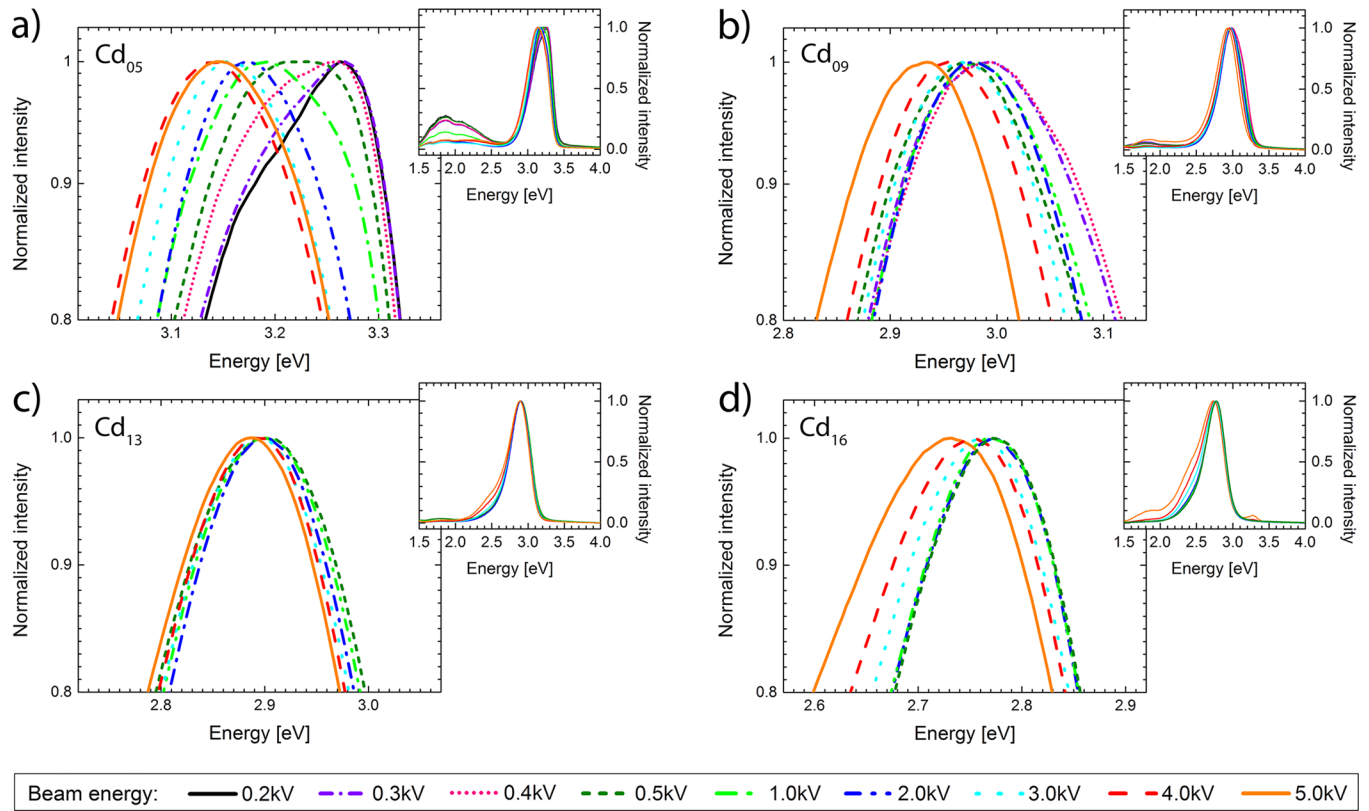 a)
Cd05
Normalized intensity
1
0.9
0.8
3.1 3.2 3.3
Energy [eV]
1.0
0.5
0.0
Normalized intensity
1.5 2.0 2.5 3.0 3.5 4.0
Energy [eV]
b)
Cd09
Normalized intensity
1.0
0.9
0.8
2.8 2.9 3.0 3.1
Energy [eV]
1.0
0.5
0.0
Normalized intensity
1.5 2.0 2.5 3.0 3.5 4.0
Energy [eV]
c)
Cd13
Normalized intensity
1.0
0.9
0.8
2.8 2.9 3.0
Energy [eV]
1.0
0.5
0.0
Normalized intensity
1.5 2.0 2.5 3.0 3.5 4.0
Energy [eV]
d)
Cd16
Normalized intensity
1.0
0.9
0.8
2.6 2.7 2.8 2.9
Energy [eV]
1.0
0.5
0.0
Normalized intensity
1.5 2.0 2.5 3.0 3.5 4.0
Energy [eV]
Beam energy: 0.2kV 0.3kV 0.4kV 0.5kV 1.0kV 2.0kV 3.0kV 4.0kV 5.0kV